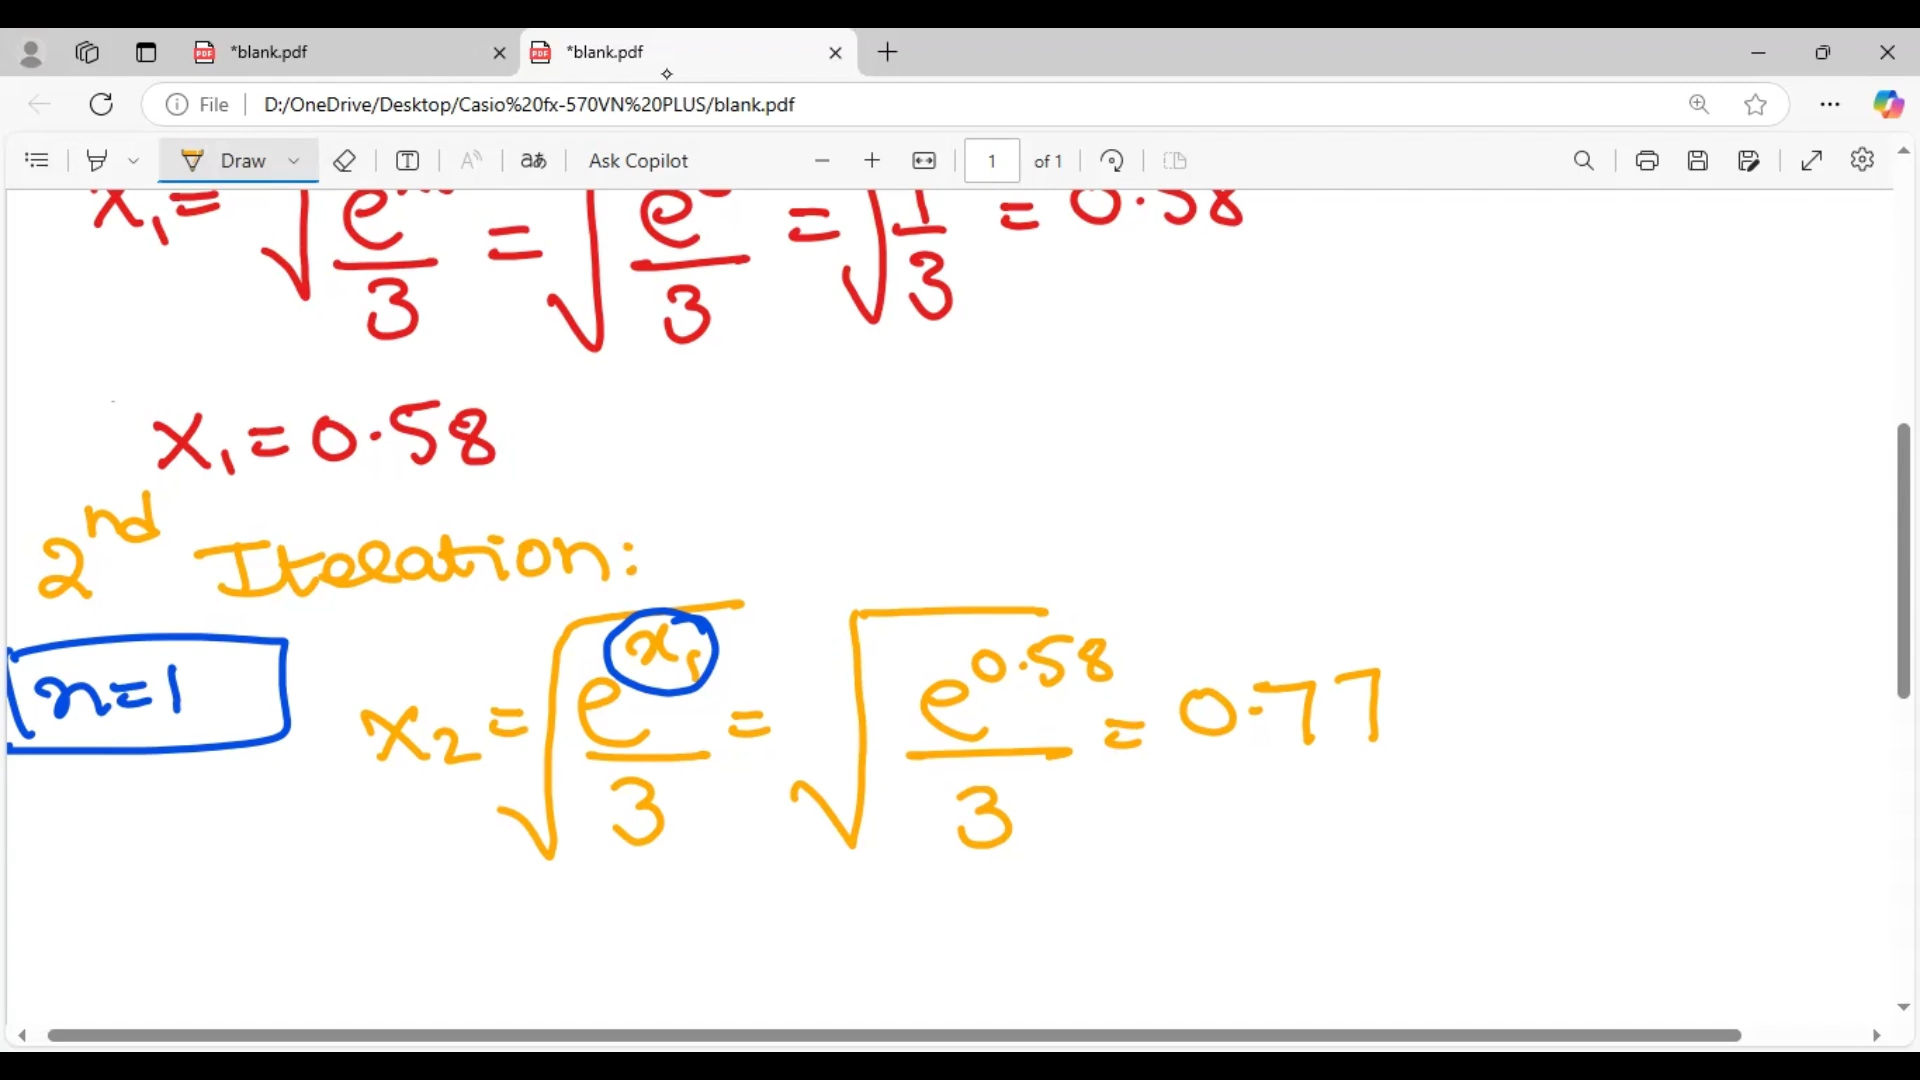 *blank.pdf
*blank.pdf
File D:/OneDrive/Desktop/Casio%20fx-570VN%20PLUS/blank.pdf
Draw aあ Ask Copilot 1 of 1
x₁ = √(e/3) = √(e/3) = √(1/3) = 0.58
x₁ = 0.58
2nd Iteration:
n=1
x₂ = √(e^x₁/3) = √(e^0.58/3) = 0.77